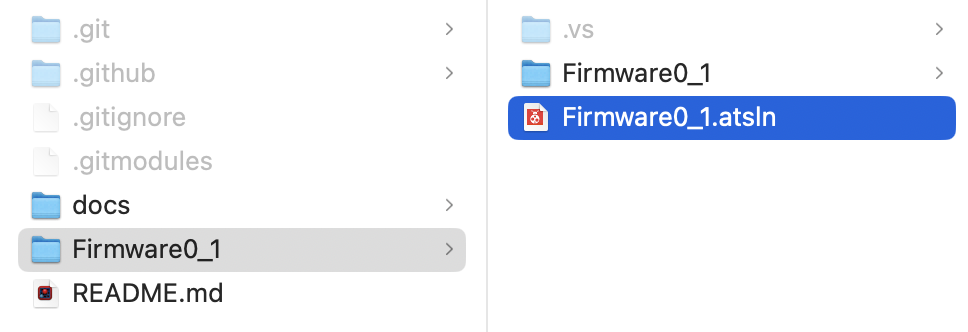 .git
.github
.gitignore
.gitmodules
docs
Firmware0_1
README.md
.vs
Firmware0_1
Firmware0_1.atsln